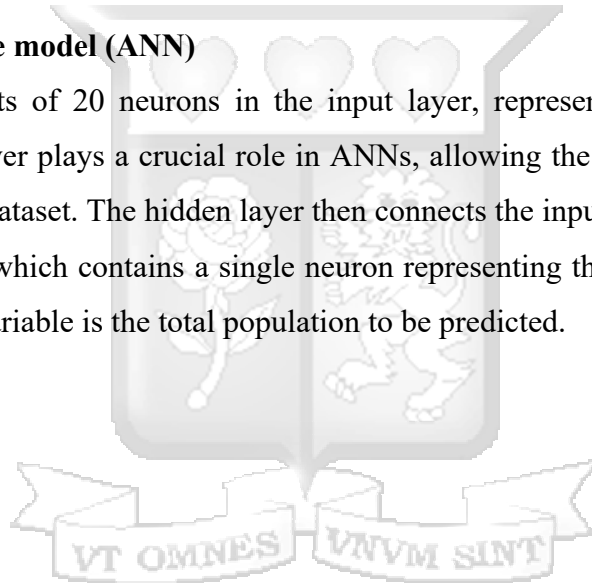 e model (ANN)
ts of 20 neurons in the input layer, represen
er plays a crucial role in ANNs, allowing the
ataset. The hidden layer then connects the inpu
which contains a single neuron representing th
ariable is the total population to be predicted.
VT OMNES VNVM SINT